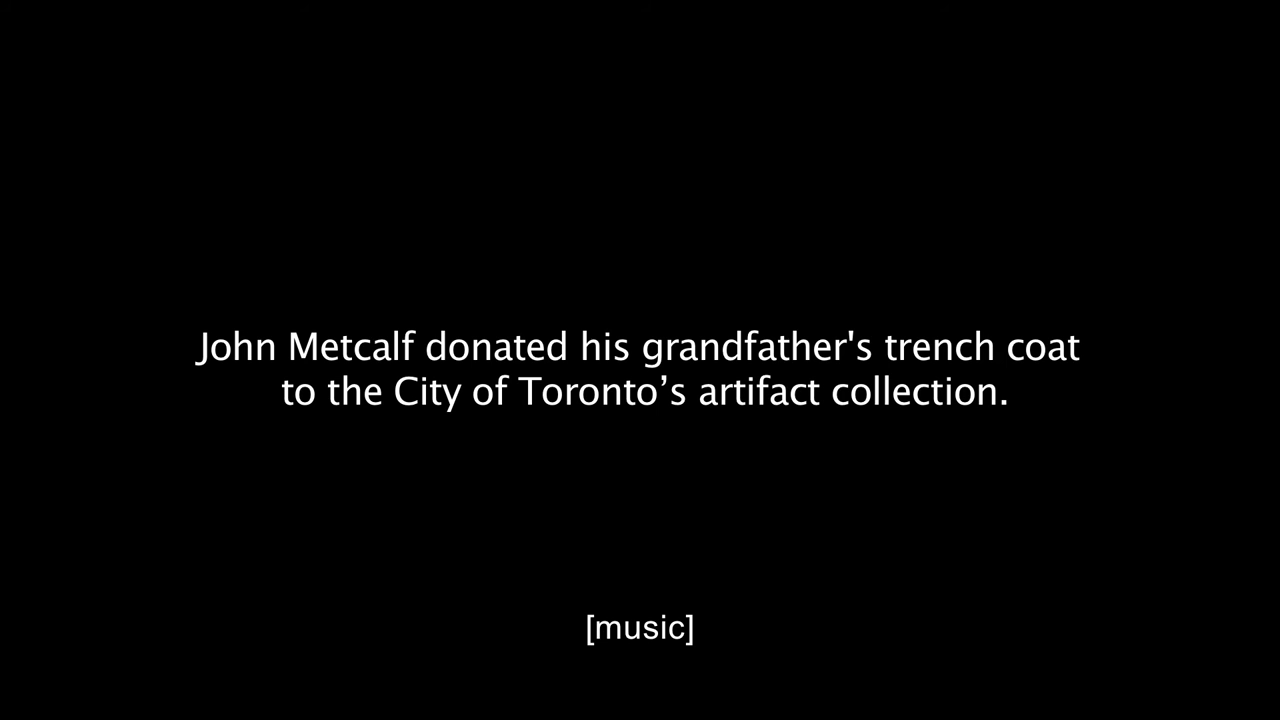 John Metcalf donated his grandfather's trench coat
to the City of Toronto’s artifact collection.
[music]